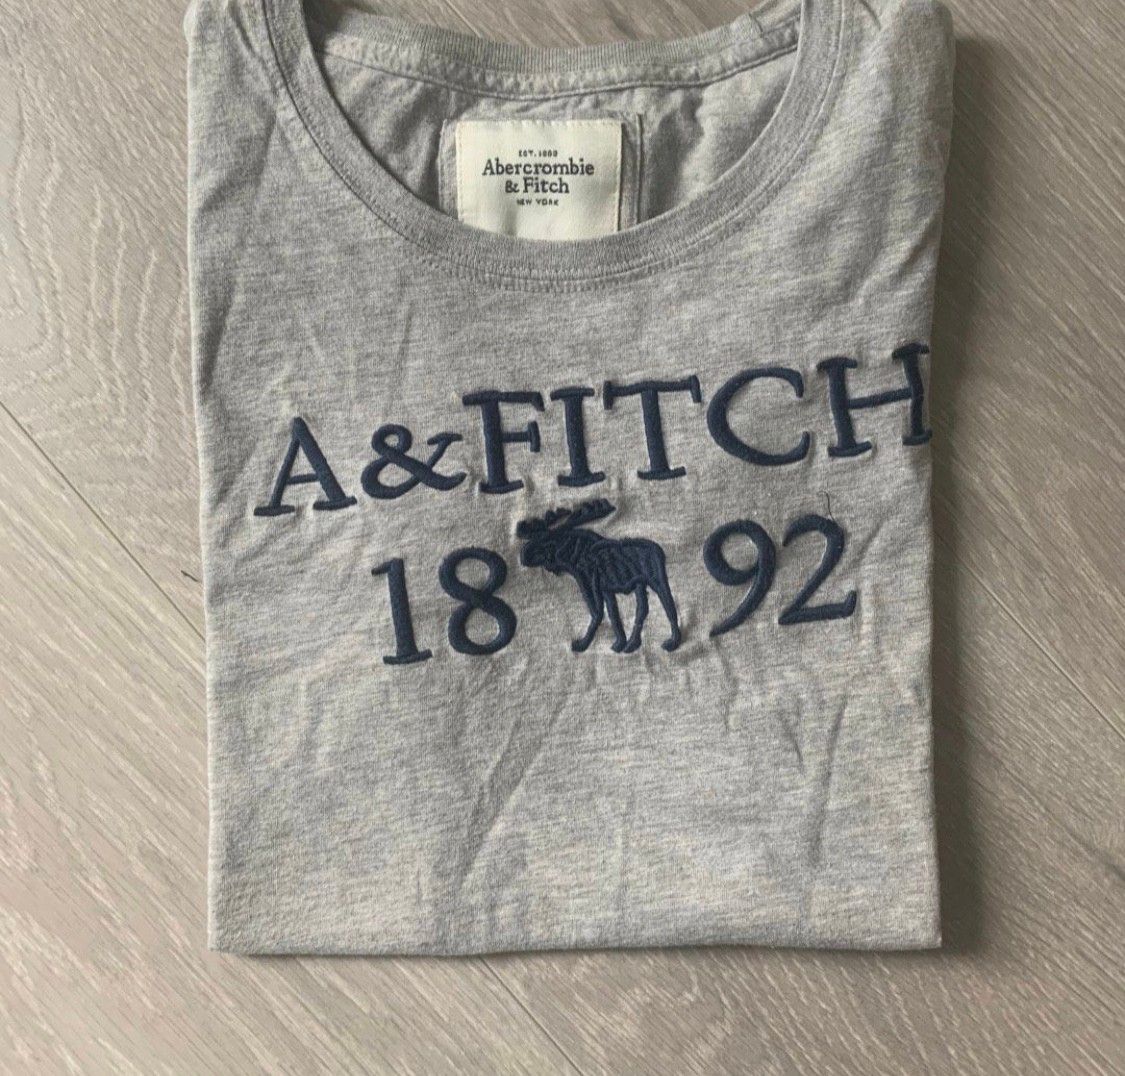 EST. 1892
Abercrombie
& Fitch
NEW YORK
A&FITCH
18 92